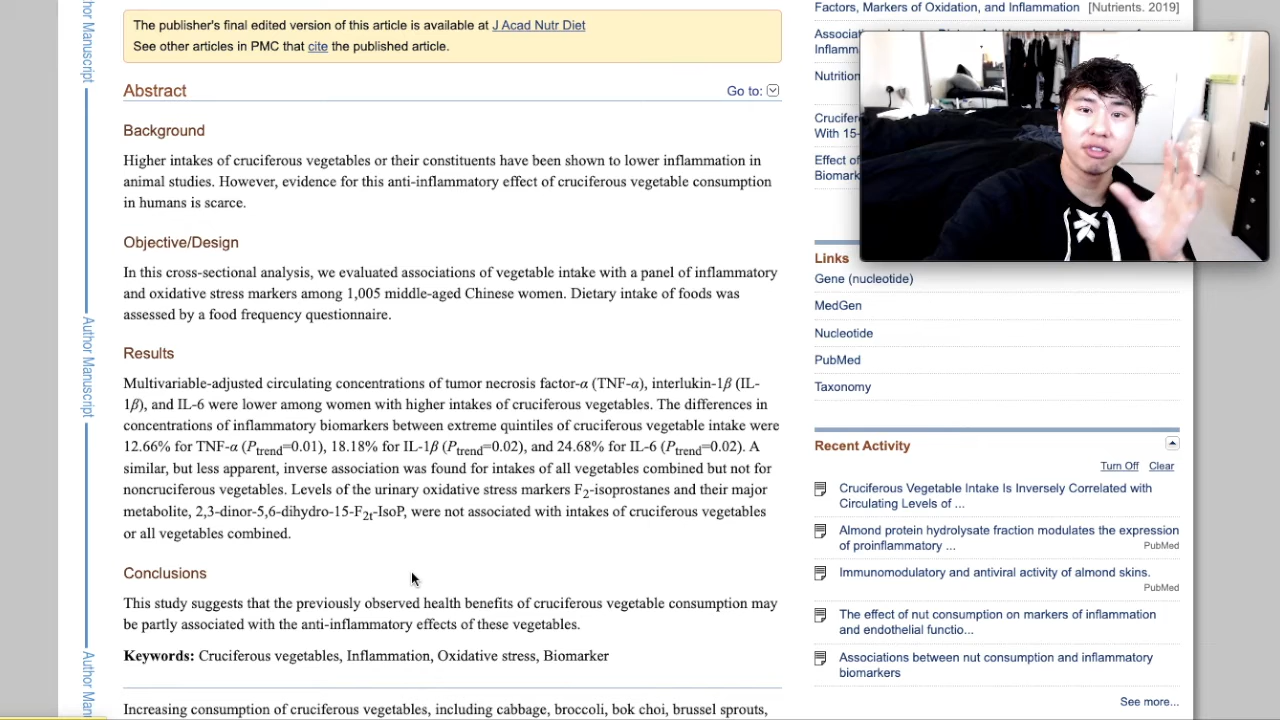 Author Manuscript
The publisher's final edited version of this article is available at J Acad Nutr Diet
See other articles in PMC that cite the published article.
Abstract
Go to:
Background
Higher intakes of cruciferous vegetables or their constituents have been shown to lower inflammation in
animal studies. However, evidence for this anti-inflammatory effect of cruciferous vegetable consumption
in humans is scarce.
Objective/Design
In this cross-sectional analysis, we evaluated associations of vegetable intake with a panel of inflammatory
and oxidative stress markers among 1,005 middle-aged Chinese women. Dietary intake of foods was
assessed by a food frequency questionnaire.
Author Manuscript
Results
Multivariable-adjusted circulating concentrations of tumor necrosis factor-α (TNF-α), interlukin-1β (IL-
1β), and IL-6 were lower among women with higher intakes of cruciferous vegetables. The differences in
concentrations of inflammatory biomarkers between extreme quintiles of cruciferous vegetable intake were
12.66% for TNF-α (Ptrend=0.01), 18.18% for IL-1β (Ptrend=0.02), and 24.68% for IL-6 (Ptrend=0.02). A
similar, but less apparent, inverse association was found for intakes of all vegetables combined but not for
noncruciferous vegetables. Levels of the urinary oxidative stress markers F2-isoprostanes and their major
metabolite, 2,3-dinor-5,6-dihydro-15-F2t-IsoP, were not associated with intakes of cruciferous vegetables
or all vegetables combined.
Conclusions
This study suggests that the previously observed health benefits of cruciferous vegetable consumption may
be partly associated with the anti-inflammatory effects of these vegetables.
Keywords: Cruciferous vegetables, Inflammation, Oxidative stress, Biomarker
Author
Increasing consumption of cruciferous vegetables, including cabbage, broccoli, bok choi, brussel sprouts,
Factors, Markers of Oxidation, and Inflammation [Nutrients. 2019]
Nutrition
With 15-
Effect of
Links
Gene (nucleotide)
MedGen
Nucleotide
PubMed
Taxonomy
Recent Activity
Turn Off Clear
Cruciferous Vegetable Intake Is Inversely Correlated with
Circulating Levels of ...
Almond protein hydrolysate fraction modulates the expression
of proinflammatory ...
PubMed
Immunomodulatory and antiviral activity of almond skins.
PubMed
The effect of nut consumption on markers of inflammation
and endothelial functio...
Associations between nut consumption and inflammatory
biomarkers
See more...